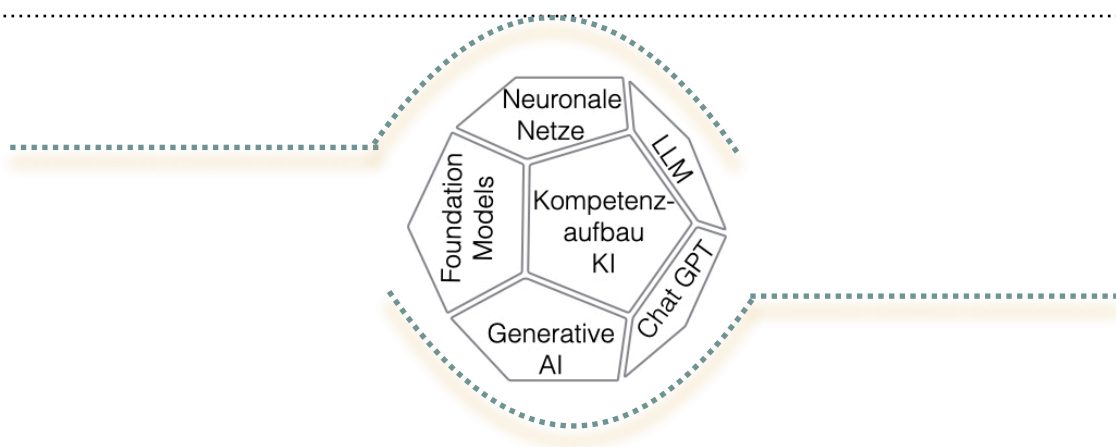 Neuronale
Netze
LLM
Foundation
Models
Kompetenz-
aufbau
KI
Chat GPT
Generative
AI